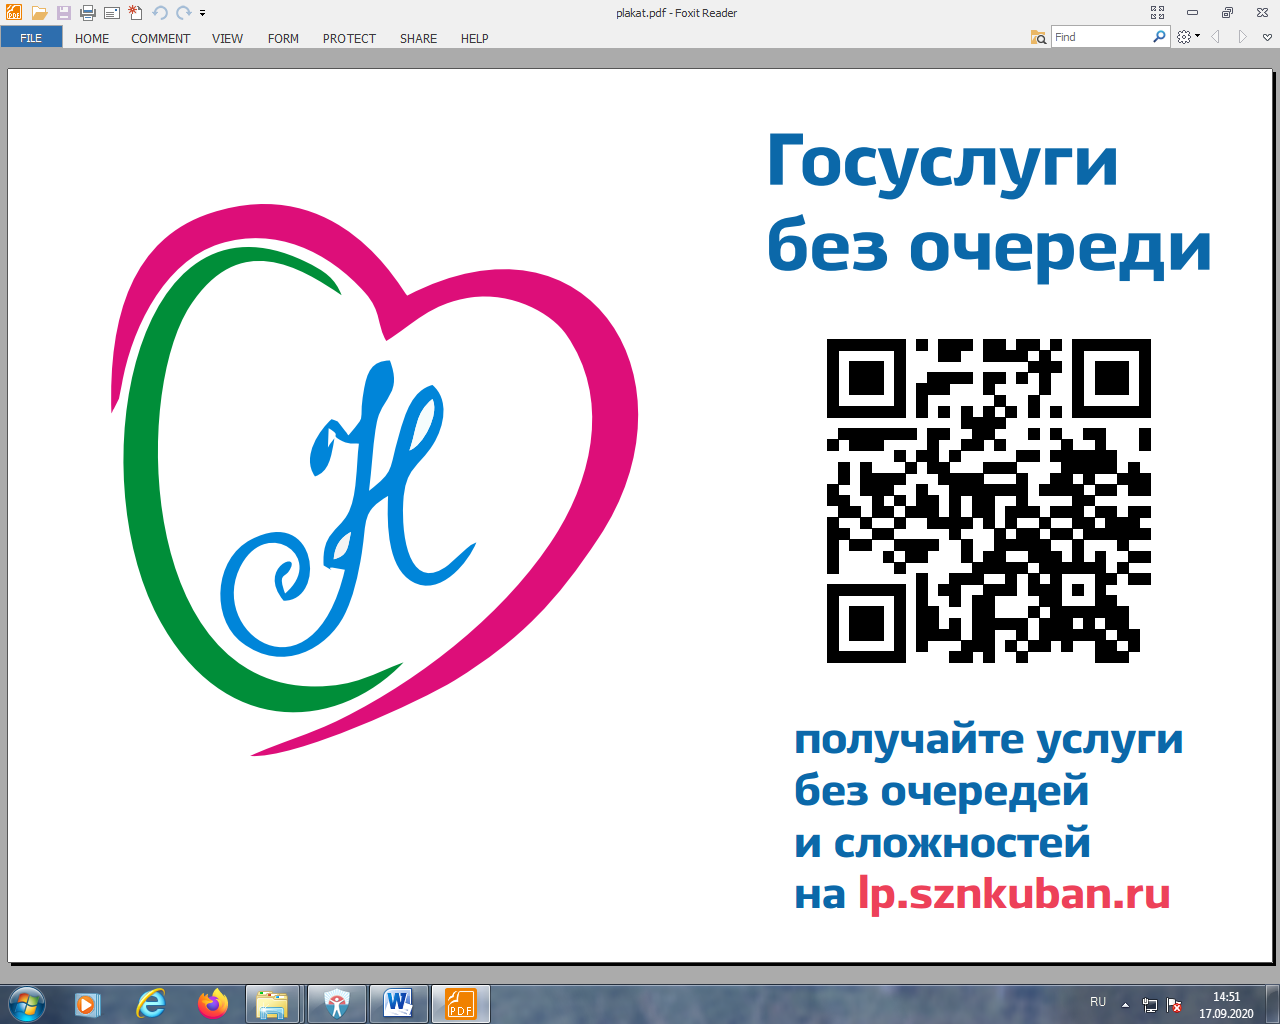 plakat.pdf - Foxit Reader
FILE HOME COMMENT VIEW FORM PROTECT SHARE HELP
Find
Госуслуги
без очереди
Н
получайте услуги
без очередей
и сложностей
на lp.sznkuban.ru
RU
14:51
17.09.2020
PDF